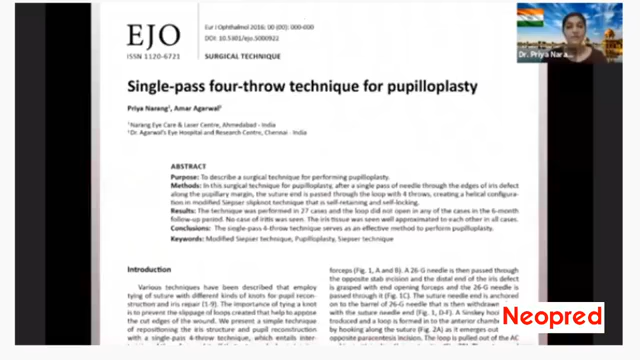 EJO
ISSN 1120-6721
Eur J Ophthalmol 2016; 00 (00): 000-000
DOI: 10.5301/ejo.5000922
SURGICAL TECHNIQUE
Dr. Priya Nara...
Single-pass four-throw technique for pupilloplasty
Priya Narang¹, Amar Agarwal²
¹ Narang Eye Care & Laser Centre, Ahmedabad - India
² Dr. Agarwal's Eye Hospital and Research Centre, Chennai - India
ABSTRACT
Purpose: To describe a surgical technique for performing pupilloplasty.
Methods: In this surgical technique for pupilloplasty, after a single pass of needle through the edges of iris defect
along the pupillary margin, the suture end is passed through the loop with 4 throws, creating a helical configura-
tion in modified Siepser slipknot technique that is self-retaining and self-locking.
Results: The technique was performed in 27 cases and the loop did not open in any of the cases in the 6-month
follow-up period. No case of iritis was seen. The iris tissue was well approximated to each other in all cases.
Conclusions: The single-pass 4-throw technique serves as an effective method to perform pupilloplasty.
Keywords: Modified Siepser technique, Pupilloplasty, Siepser technique
Introduction
Various techniques have been described that employ
tying of suture with different kinds of knots for pupil recon-
struction and iris repair (1-9). The importance of tying a knot
is to prevent the slippage of loops created that help to appose
the cut edges of the wound. We present a simple technique
of repositioning the iris structure and pupil reconstruction
with a single-pass 4-throw technique, which entails inter-
forceps (Fig. 1, A and B). A 26-G needle is then passed through
the opposite stab incision and the distal end of the iris defect
is grasped with end opening forceps and the 26-G needle is
passed through it (Fig. 1C). The suture needle end is anchored
on to the barrel of 26-G needle that is then withdrawn
with the suture needle end (Fig. 1, D-F). A Sinskey hook
troduced and a loop is formed in the anterior chamber
by hooking along the suture (Fig. 2A) as it emerges out
opposite paracentesis incision. The loop is pulled out of the AC
Neopred